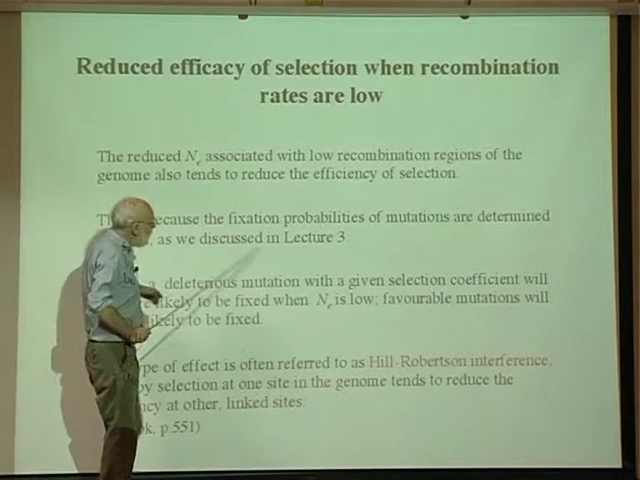 Reduced efficacy of selection when recombination
rates are low
The reduced Ne associated with low recombination regions of the
genome also tends to reduce the efficiency of selection.
because the fixation probabilities of mutations are determined
, as we discussed in Lecture 3
deleterious mutation with a given selection coefficient will
likely to be fixed when Ne is low; favourable mutations will
likely to be fixed.
of effect is often referred to as Hill-Robertson interference,
by selection at one site in the genome tends to reduce the
at other, linked sites.
p.551)